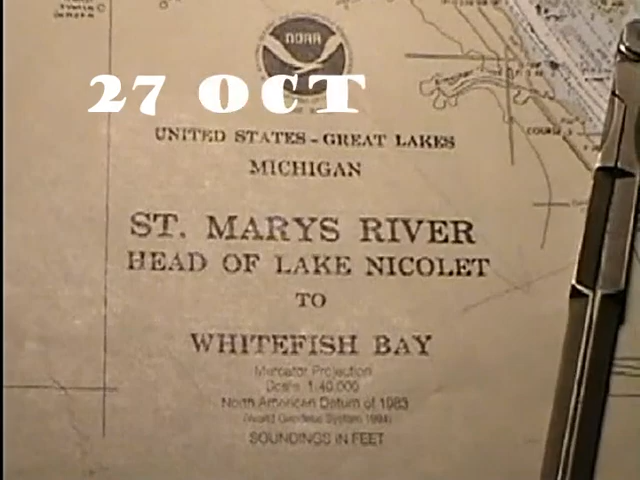 NOAA
27 OCT
UNITED STATES - GREAT LAKES
MICHIGAN
ST. MARYS RIVER
HEAD OF LAKE NICOLET
TO
WHITEFISH BAY
Mercator Projection
Scale 1:40,000
North American Datum of 1983
(World Geodetic System 1984)
SOUNDINGS IN FEET
COURSE